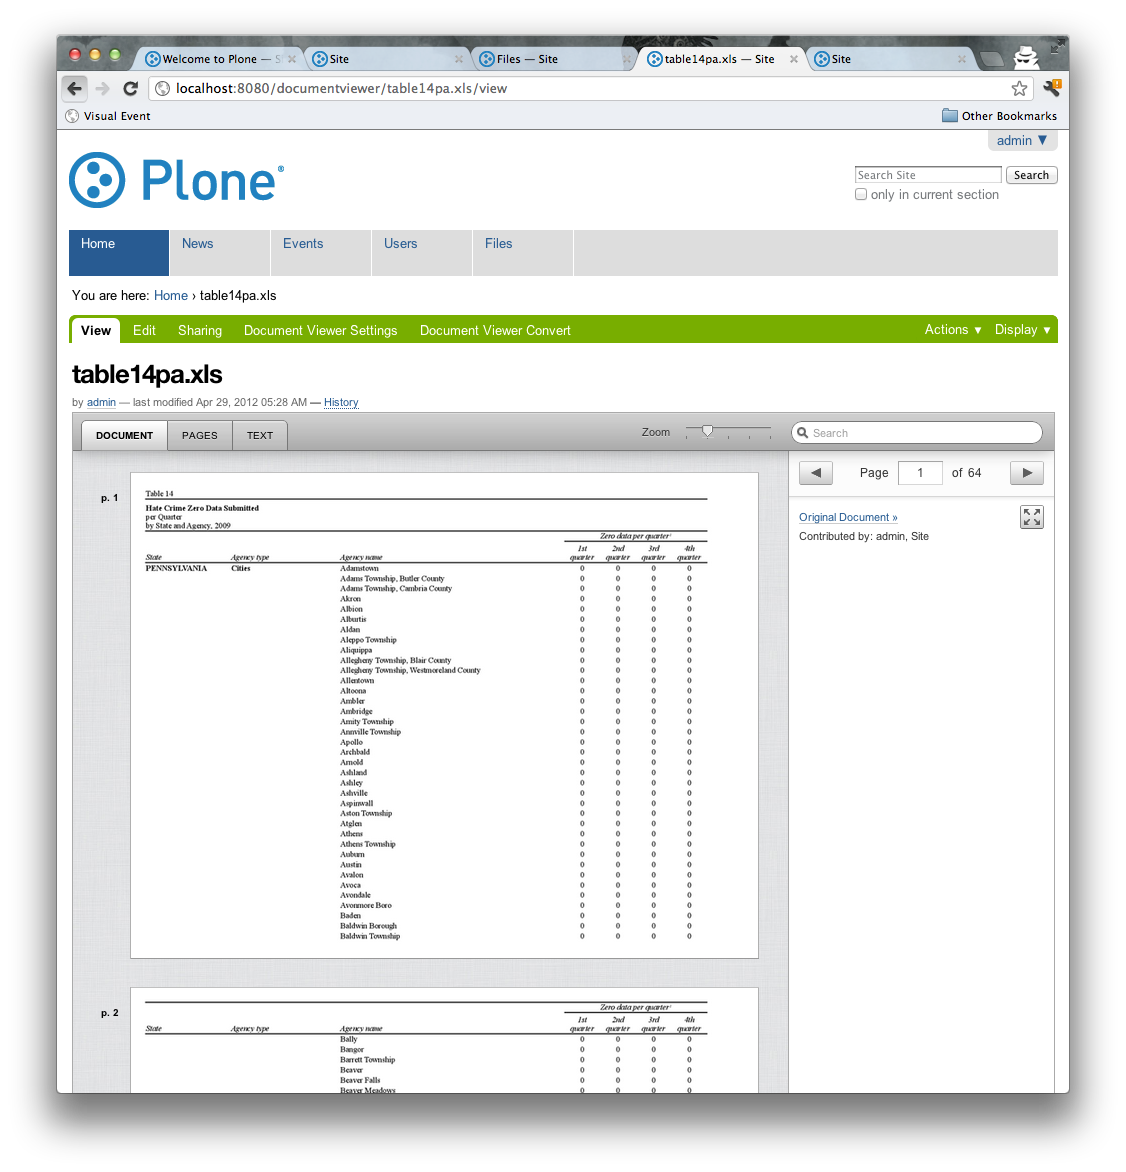 Welcome to Plone — S
Site
Files — Site
table14pa.xls — Site
Site
localhost:8080/documentviewer/table14pa.xls/view
Visual Event
Other Bookmarks
admin ▼
Plone®
Search Site
Search
only in current section
Home
News
Events
Users
Files
You are here: Home › table14pa.xls
View
Edit
Sharing
Document Viewer Settings
Document Viewer Convert
Actions ▼
Display ▼
table14pa.xls
by admin — last modified Apr 29, 2012 05:28 AM — History
DOCUMENT
PAGES
TEXT
Zoom
Search
Page 1 of 64
Original Document »
Contributed by: admin, Site
p. 1
Table 14
Hate Crime Zero Data Submitted
per Quarter
by State and Agency, 2009
Zero data per quarter¹
1st 2nd 3rd 4th
State Agency type Agency name quarter quarter quarter quarter
PENNSYLVANIA Cities Adamstown 0 0 0 0
Adams Township, Butler County 0 0 0 0
Adams Township, Cambria County 0 0 0 0
Akron 0 0 0 0
Albion 0 0 0 0
Alburtis 0 0 0 0
Aldan 0 0 0 0
Aleppo Township 0 0 0 0
Aliquippa 0 0 0 0
Allegheny Township, Blair County 0 0 0 0
Allegheny Township, Westmoreland County 0 0 0 0
Allentown 0 0 0 0
Altoona 0 0 0 0
Ambler 0 0 0 0
Ambridge 0 0 0 0
Amity Township 0 0 0 0
Annville Township 0 0 0 0
Apollo 0 0 0 0
Archbald 0 0 0 0
Arnold 0 0 0 0
Ashland 0 0 0 0
Ashley 0 0 0 0
Ashville 0 0 0 0
Aspinwall 0 0 0 0
Aston Township 0 0 0 0
Atglen 0 0 0 0
Athens 0 0 0 0
Athens Township 0 0 0 0
Auburn 0 0 0 0
Austin 0 0 0 0
Avalon 0 0 0 0
Avoca 0 0 0 0
Avondale 0 0 0 0
Avonmore Boro 0 0 0 0
Baden 0 0 0 0
Baldwin Borough 0 0 0 0
Baldwin Township 0 0 0 0
p. 2
Zero data per quarter¹
1st 2nd 3rd 4th
State Agency type Agency name quarter quarter quarter quarter
Bally 0 0 0 0
Bangor 0 0 0 0
Barrett Township 0 0 0 0
Beaver 0 0 0 0
Beaver Falls 0 0 0 0
Beaver Meadows 0 0 0 0